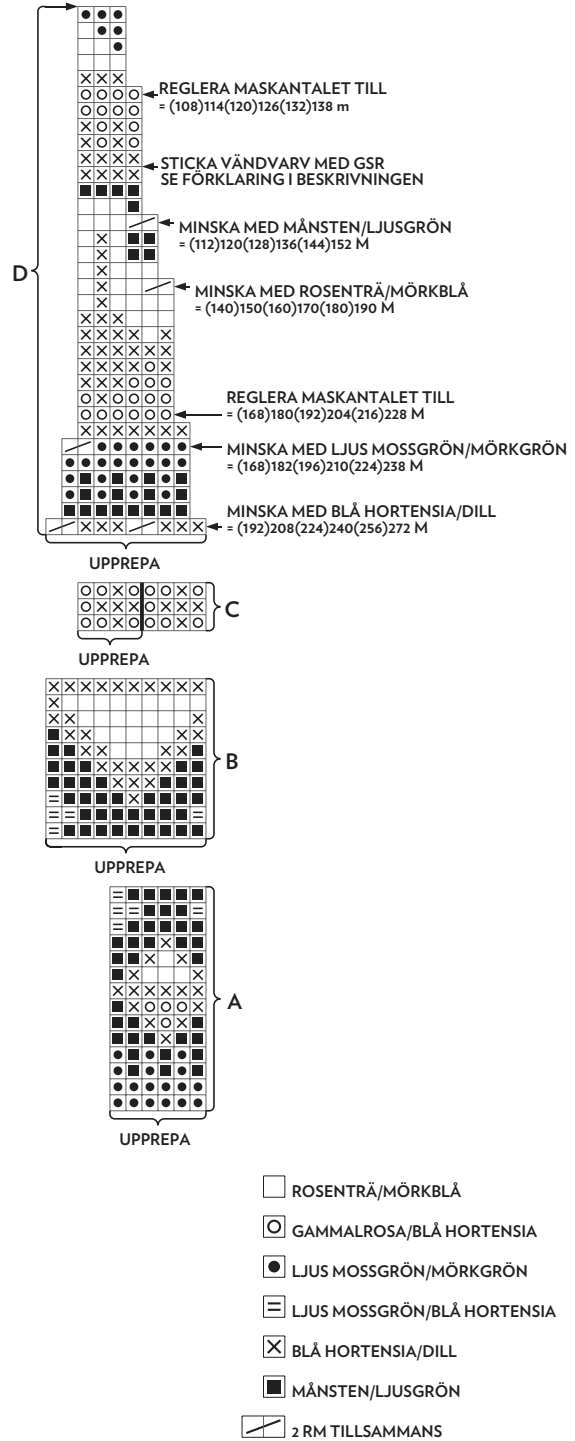 REGLERA MASKANTALET TILL
= (108)114(120)126(132)138 m
STICKA VÄNDVARV MED GSR
SE FÖRKLARING I BESKRIVNINGEN
MINSKA MED MÅNSTEN/LJUSGRÖN
= (112)120(128)136(144)152 M
D
MINSKA MED ROSENTRÄ/MÖRKBLÅ
= (140)150(160)170(180)190 M
REGLERA MASKANTALET TILL
= (168)180(192)204(216)228 M
MINSKA MED LJUS MOSSGRÖN/MÖRKGRÖN
= (168)182(196)210(224)238 M
MINSKA MED BLÅ HORTENSIA/DILL
= (192)208(224)240(256)272 M
UPPREPA
C
UPPREPA
B
UPPREPA
A
UPPREPA
ROSENTRÄ/MÖRKBLÅ
GAMMALROSA/BLÅ HORTENSIA
LJUS MOSSGRÖN/MÖRKGRÖN
LJUS MOSSGRÖN/BLÅ HORTENSIA
BLÅ HORTENSIA/DILL
MÅNSTEN/LJUSGRÖN
2 RM TILLSAMMANS